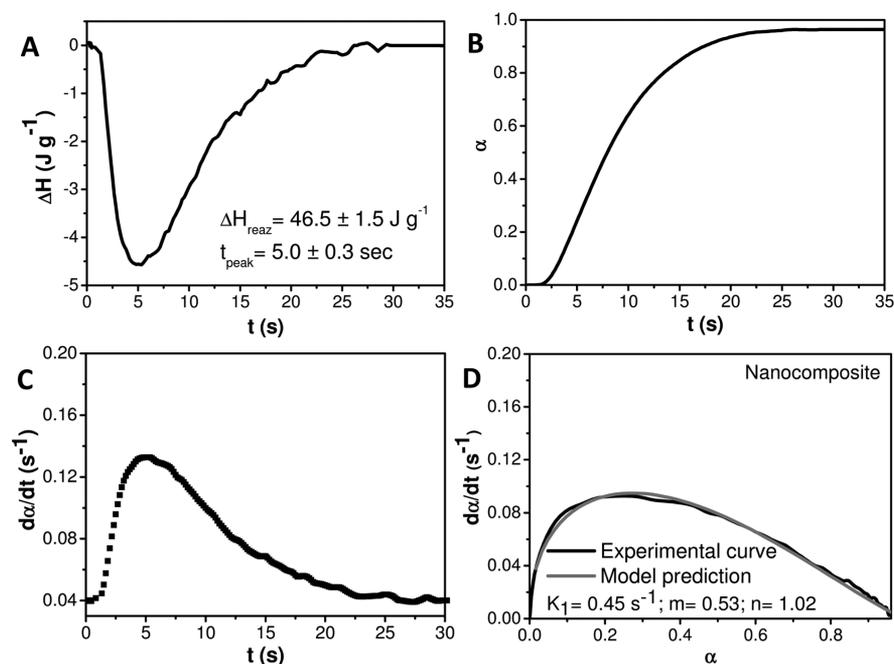 A
0
-1
-2
-3
-4
-5
ΔH (J g⁻¹)
ΔH_reaz= 46.5 ± 1.5 J g⁻¹
t_peak= 5.0 ± 0.3 sec
0 5 10 15 20 25 30 35
t (s)
B
1.0
0.8
0.6
0.4
0.2
0.0
α
0 5 10 15 20 25 30 35
t (s)
C
0.20
0.16
0.12
0.08
0.04
dα/dt (s⁻¹)
0 5 10 15 20 25 30
t (s)
D
0.20
0.16
0.12
0.08
0.04
0.00
dα/dt (s⁻¹)
Nanocomposite
Experimental curve
Model prediction
K₁= 0.45 s⁻¹; m= 0.53; n= 1.02
0.0 0.2 0.4 0.6 0.8
α